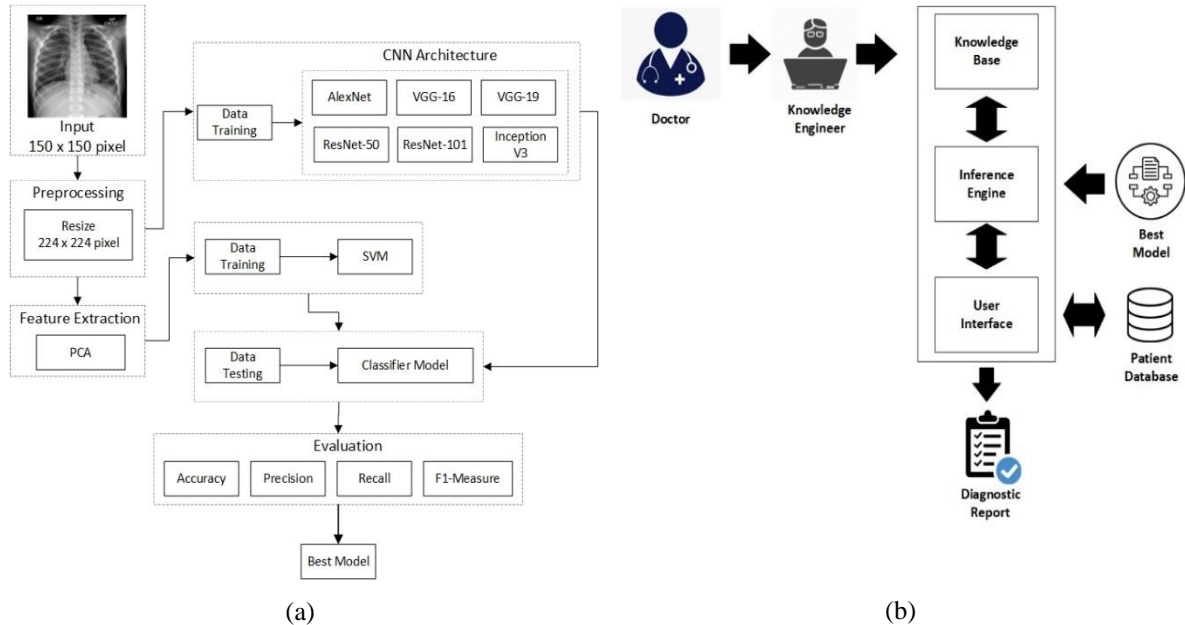 Input
150 x 150 pixel
Preprocessing
Resize
224 x 224 pixel
Feature Extraction
PCA
CNN Architecture
Data
Training
AlexNet
VGG-16
VGG-19
ResNet-50
ResNet-101
Inception
V3
Data
Training
SVM
Data
Testing
Classifier Model
Evaluation
Accuracy
Precision
Recall
F1-Measure
Best Model
(a)
Doctor
Knowledge
Engineer
Knowledge
Base
Inference
Engine
User
Interface
Best
Model
Patient
Database
Diagnostic
Report
(b)